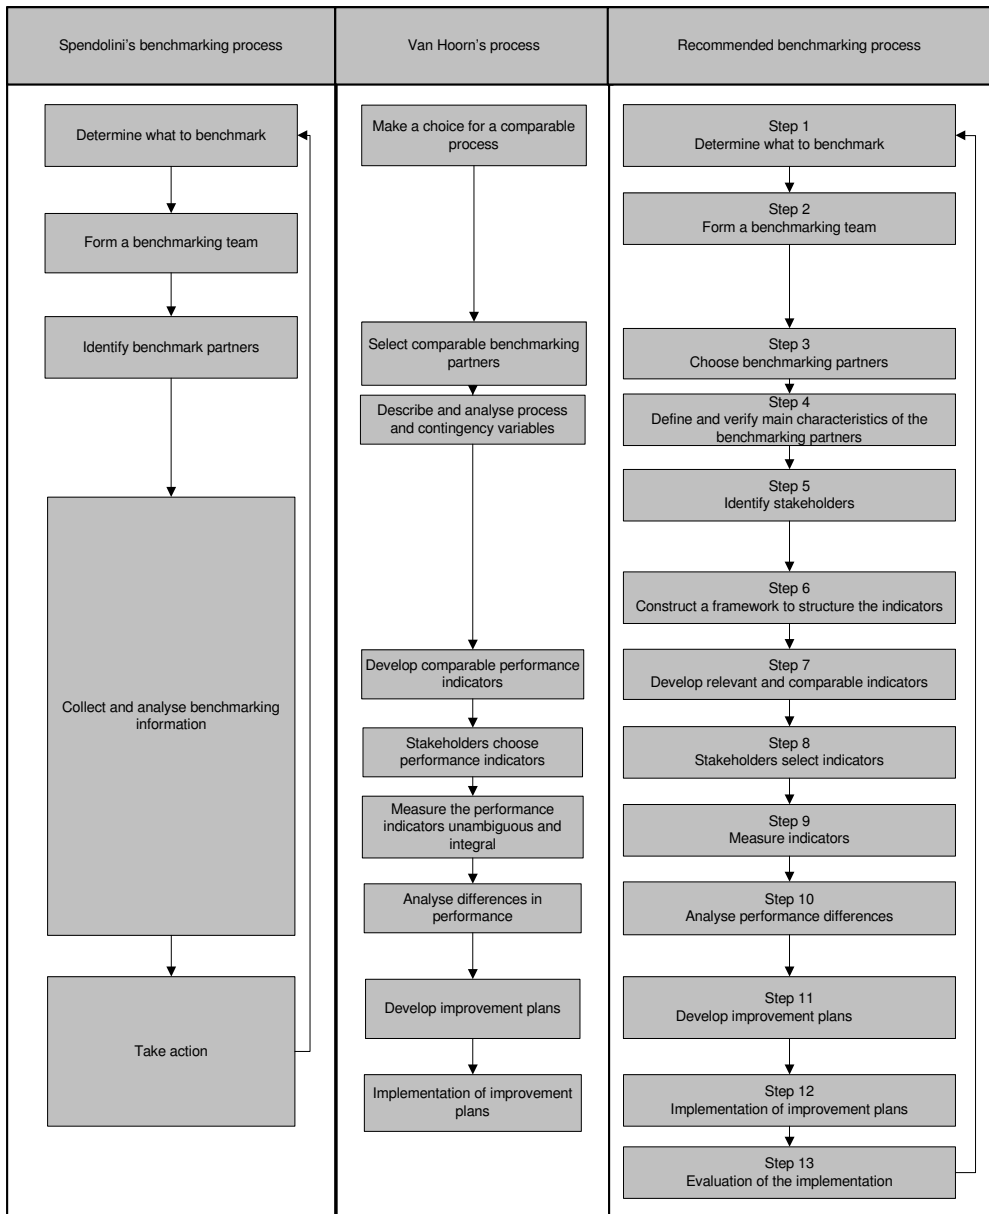 Spendolini's benchmarking process
Van Hoorn's process
Recommended benchmarking process
Determine what to benchmark
Form a benchmarking team
Identify benchmark partners
Collect and analyse benchmarking
information
Take action
Make a choice for a comparable
process
Select comparable benchmarking
partners
Describe and analyse process
and contingency variables
Develop comparable performance
indicators
Stakeholders choose
performance indicators
Measure the performance
indicators unambiguous and
integral
Analyse differences in
performance
Develop improvement plans
Implementation of improvement
plans
Step 1
Determine what to benchmark
Step 2
Form a benchmarking team
Step 3
Choose benchmarking partners
Step 4
Define and verify main characteristics of the
benchmarking partners
Step 5
Identify stakeholders
Step 6
Construct a framework to structure the indicators
Step 7
Develop relevant and comparable indicators
Step 8
Stakeholders select indicators
Step 9
Measure indicators
Step 10
Analyse performance differences
Step 11
Develop improvement plans
Step 12
Implementation of improvement plans
Step 13
Evaluation of the implementation